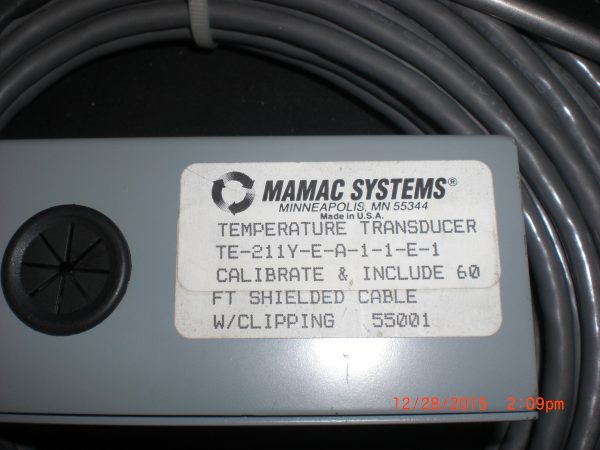 MAMAC SYSTEMS®
MINNEAPOLIS, MN 55344
Made in U.S.A.
TEMPERATURE TRANSDUCER
TE-211Y-E-A-1-1-E-1
CALIBRATE & INCLUDE 60
FT SHIELDED CABLE
W/CLIPPING 55001
12/28/2015 2:09pm